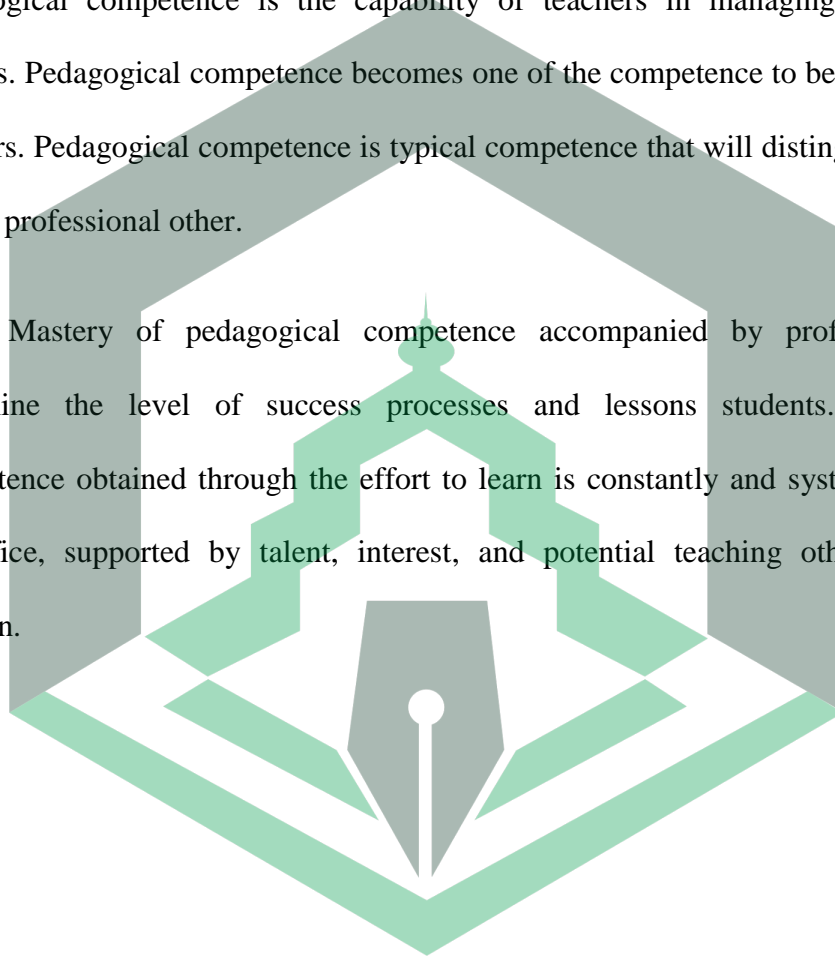 ogical competence is the capability of teachers in managing
s. Pedagogical competence becomes one of the competence to be
rs. Pedagogical competence is typical competence that will disting
professional other.
Mastery of pedagogical competence accompanied by prof
ine the level of success processes and lessons students.
tence obtained through the effort to learn is constantly and syst
fice, supported by talent, interest, and potential teaching oth
n.